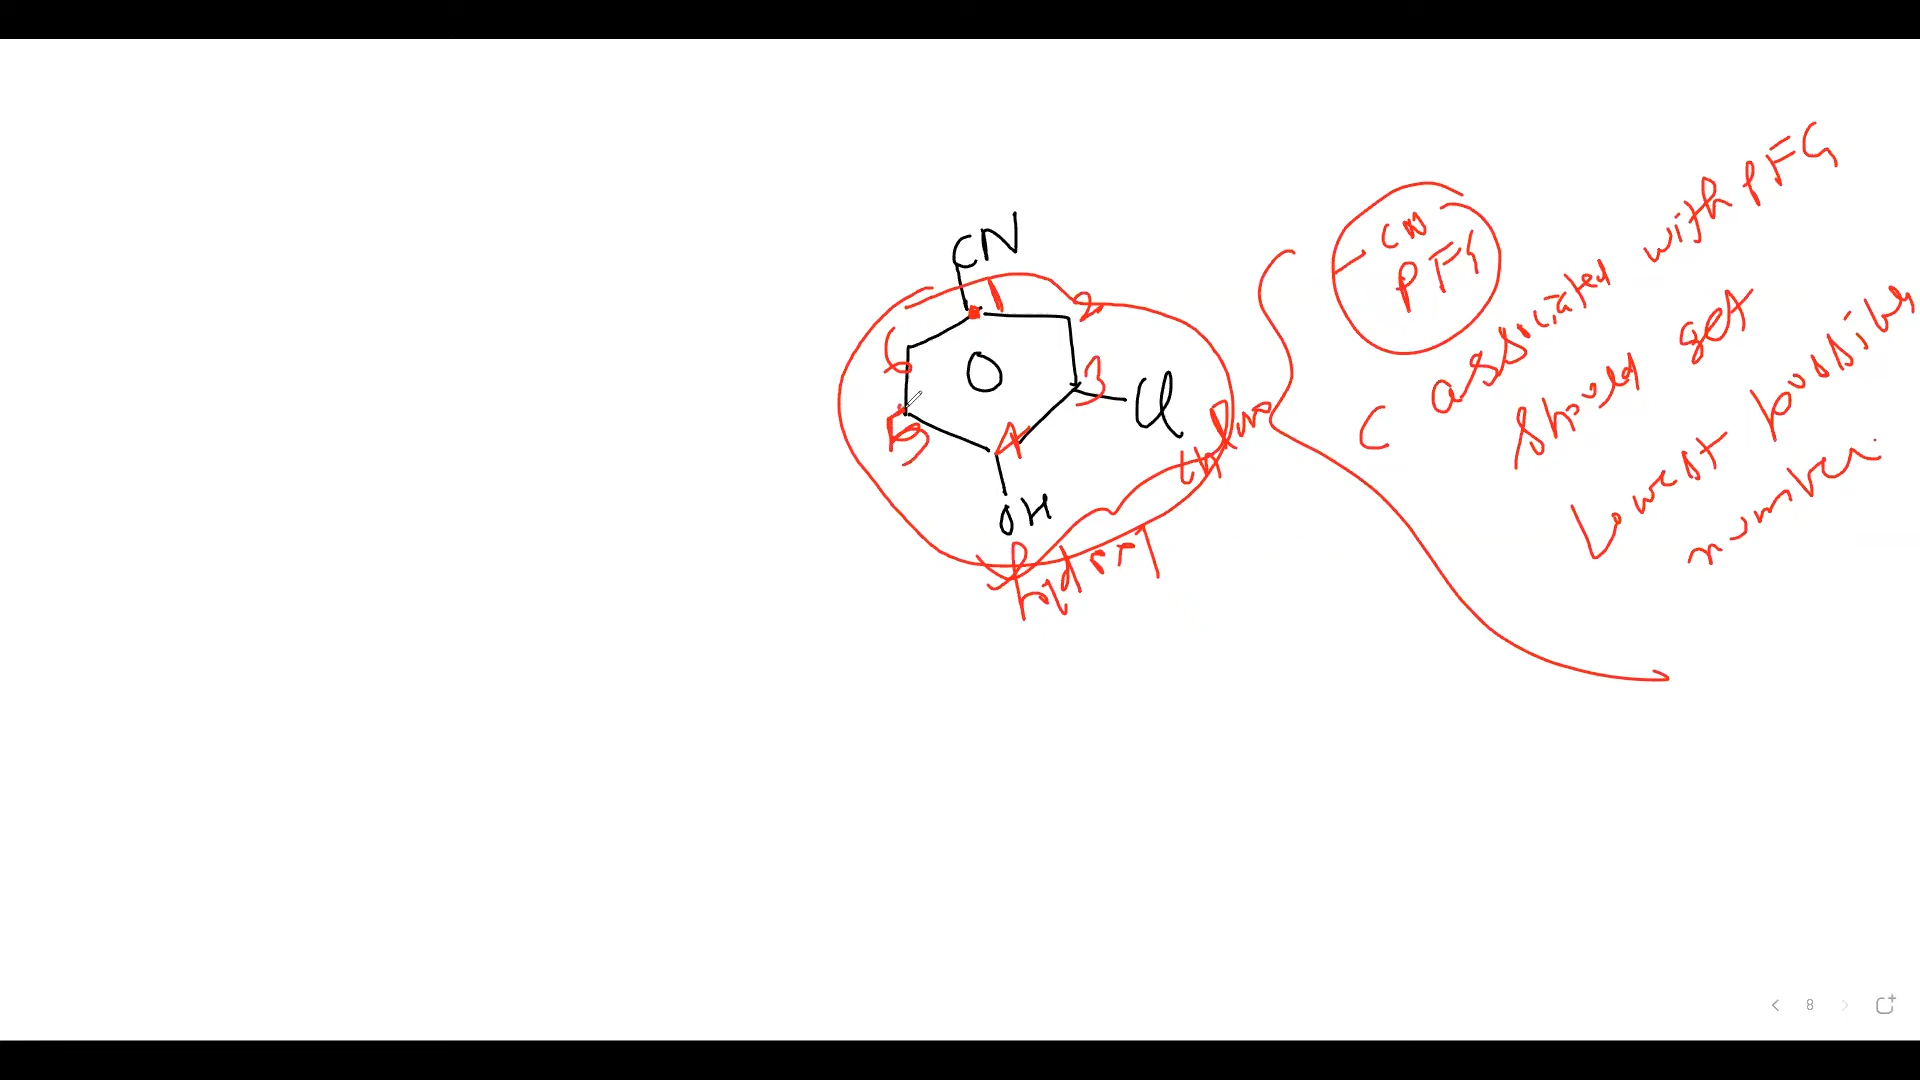 CN
1
2
6
3
Cl
5
4
OH
chloro
hydroxy
- CN
PFG
C associated with PFG
should get
Lowest possible
number
8